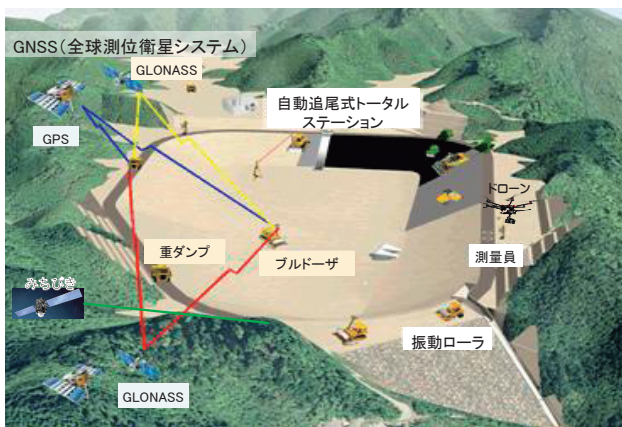 GNSS(全球測位衛星システム)
GLONASS
GPS
自動追尾式トータル
ステーション
ドローン
重ダンプ
ブルドーザ
測量員
みちびき
振動ローラ
GLONASS